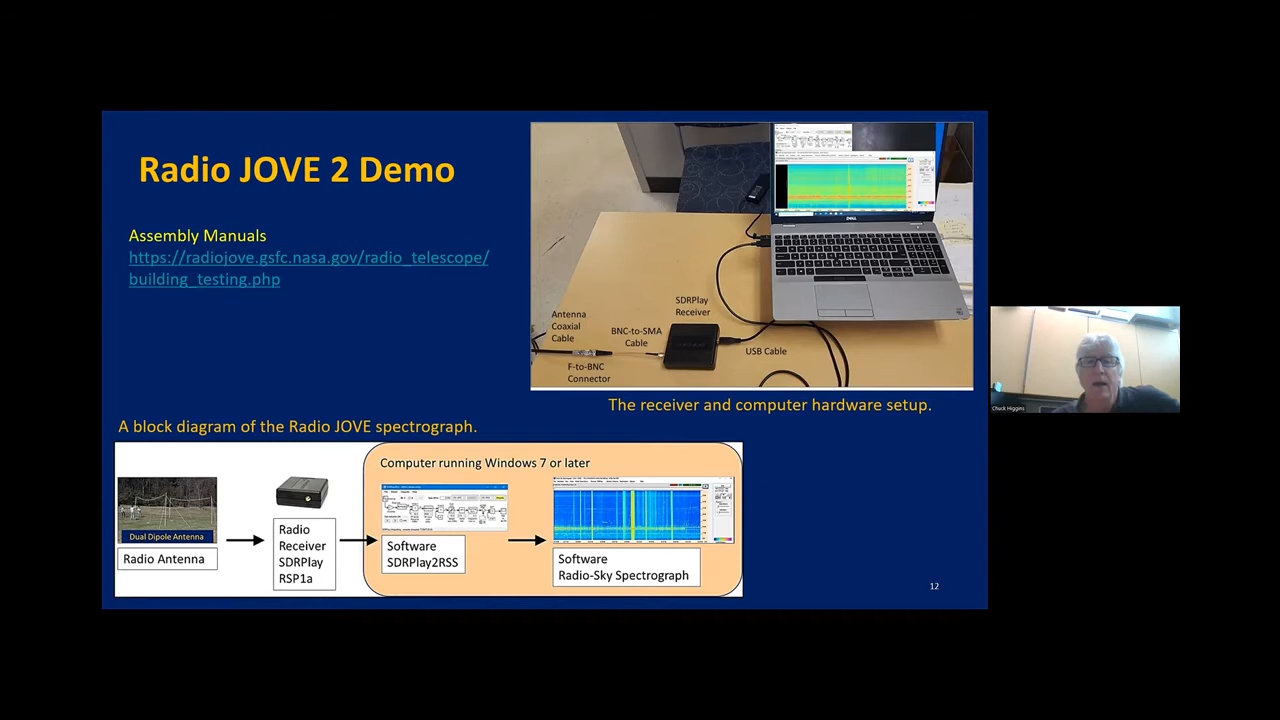 Radio JOVE 2 Demo
Assembly Manuals
https://radiojove.gsfc.nasa.gov/radio_telescope/
building_testing.php
DELL
SDRPlay
Receiver
Antenna
Coaxial
Cable
BNC-to-SMA
Cable
USB Cable
F-to-BNC
Connector
The receiver and computer hardware setup.
A block diagram of the Radio JOVE spectrograph.
Computer running Windows 7 or later
Dual Dipole Antenna
Radio Antenna
Radio
Receiver
SDRPlay
RSP1a
Software
SDRPlay2RSS
Software
Radio-Sky Spectrograph
12
Chuck Higgins